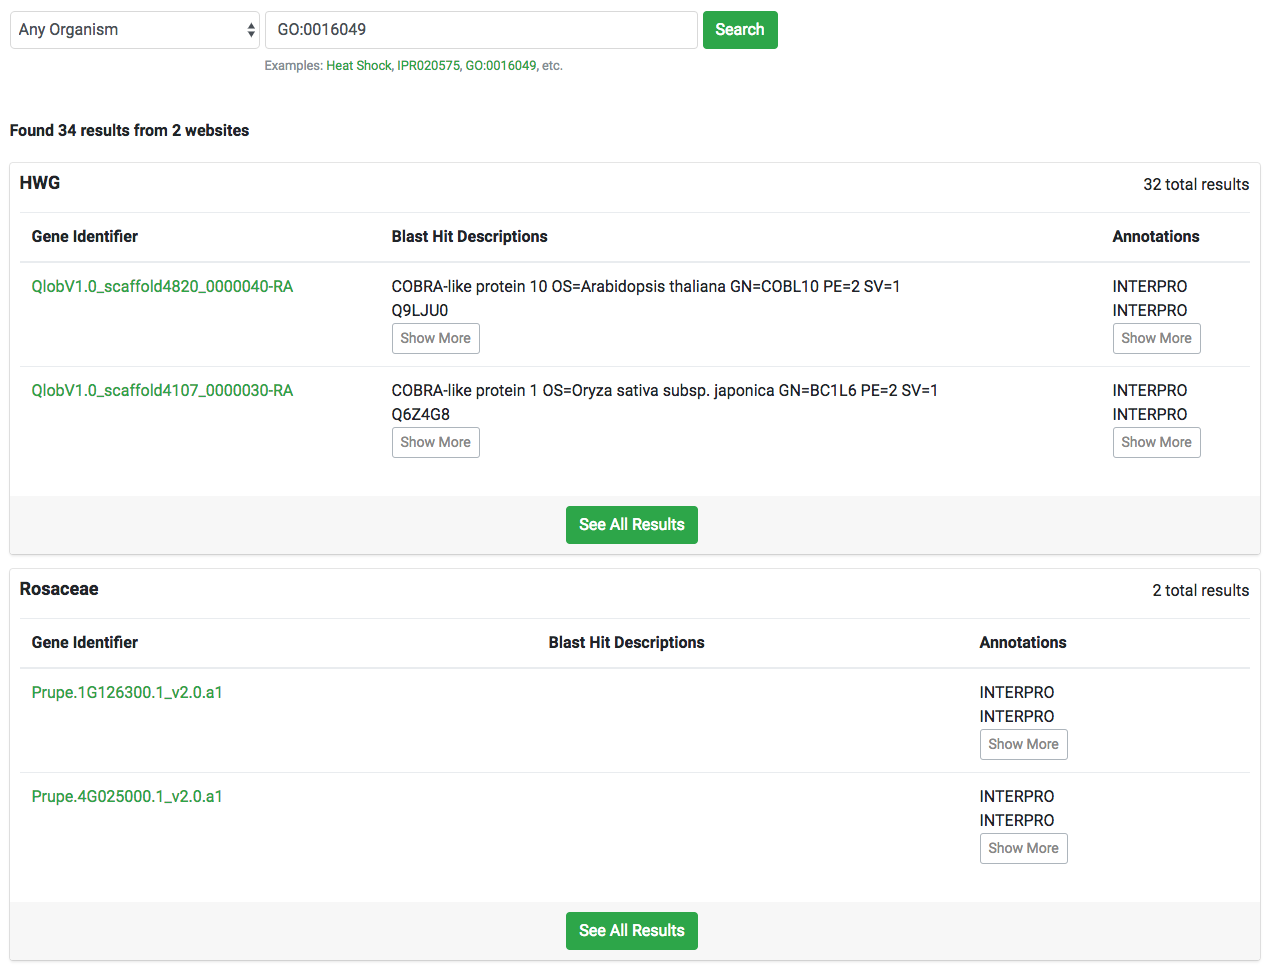 Any Organism GO:0016049 Search
Examples: Heat Shock, IPR020575, GO:0016049, etc.
Found 34 results from 2 websites
HWG 32 total results
Gene Identifier Blast Hit Descriptions Annotations
QlobV1.0_scaffold4820_0000040-RA COBRA-like protein 10 OS=Arabidopsis thaliana GN=COBL10 PE=2 SV=1 INTERPRO
Q9LJU0 INTERPRO
Show More Show More
QlobV1.0_scaffold4107_0000030-RA COBRA-like protein 1 OS=Oryza sativa subsp. japonica GN=BC1L6 PE=2 SV=1 INTERPRO
Q6Z4G8 INTERPRO
Show More Show More
See All Results
Rosaceae 2 total results
Gene Identifier Blast Hit Descriptions Annotations
Prupe.1G126300.1_v2.0.a1 INTERPRO
INTERPRO
Show More
Prupe.4G025000.1_v2.0.a1 INTERPRO
INTERPRO
Show More
See All Results